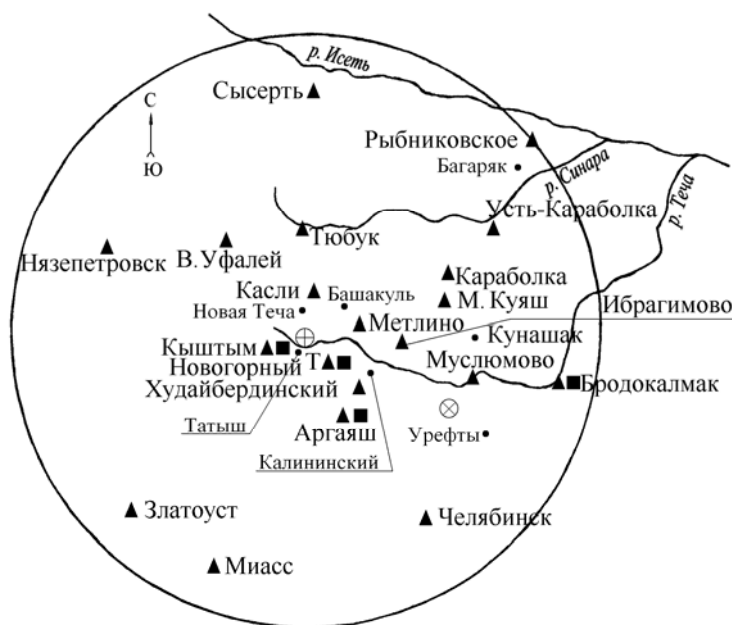 р. Исеть
Сысерть
С
Ю
Рыбниковское
Багаряк
р. Синара
р. Теча
Усть-Караболка
Тюбук
В. Уфалей
Нязепетровск
Караболка
Касли
Башакуль
М. Куяш
Ибрагимово
Новая Теча
Метлино
Кунашак
Кыштым
Новогорный
Т
Муслюмово
Худайбердинский
Бродокалмак
Татыш
Аргаяш
Урефты
Калининский
Златоуст
Челябинск
Миасс